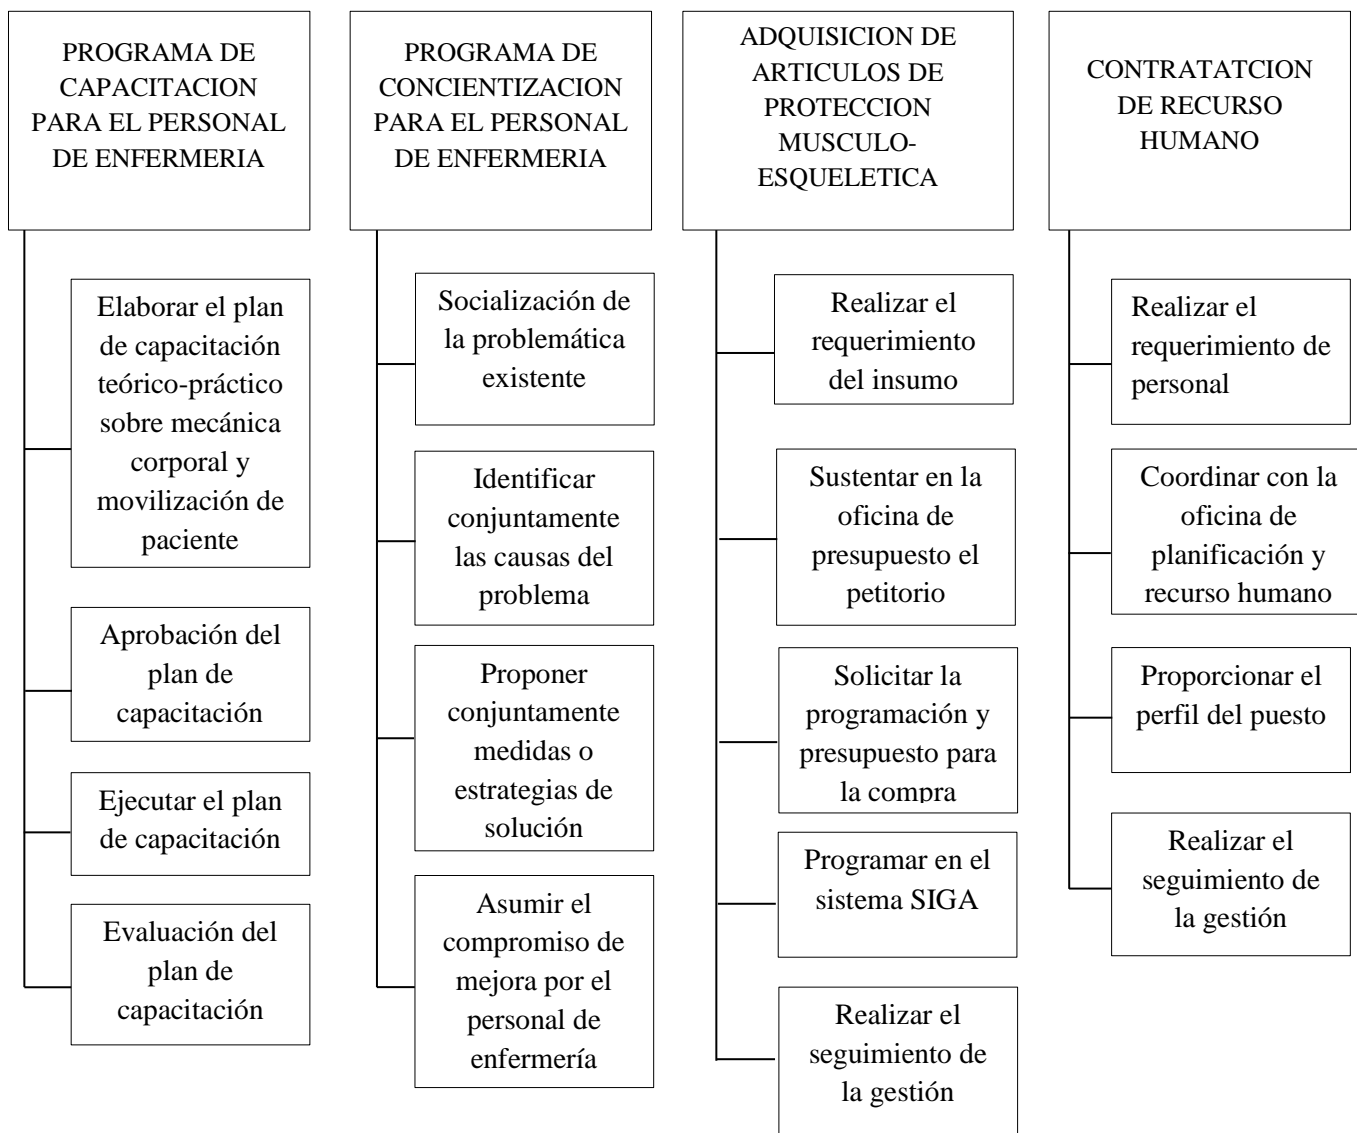 PROGRAMA DE
CAPACITACION
PARA EL PERSONAL
DE ENFERMERIA
Elaborar el plan
de capacitación
teórico-práctico
sobre mecánica
corporal y
movilización de
paciente
Aprobación del
plan de
capacitación
Ejecutar el plan
de capacitación
Evaluación del
plan de
capacitación
PROGRAMA DE
CONCIENTIZACION
PARA EL PERSONAL
DE ENFERMERIA
Socialización de
la problemática
existente
Identificar
conjuntamente
las causas del
problema
Proponer
conjuntamente
medidas o
estrategias de
solución
Asumir el
compromiso de
mejora por el
personal de
enfermería
ADQUISICION DE
ARTICULOS DE
PROTECCION
MUSCULO-
ESQUELETICA
Realizar el
requerimiento
del insumo
Sustentar en la
oficina de
presupuesto el
petitorio
Solicitar la
programación y
presupuesto para
la compra
Programar en el
sistema SIGA
Realizar el
seguimiento de
la gestión
CONTRATATCION
DE RECURSO
HUMANO
Realizar el
requerimiento de
personal
Coordinar con la
oficina de
planificación y
recurso humano
Proporcionar el
perfil del puesto
Realizar el
seguimiento de
la gestión